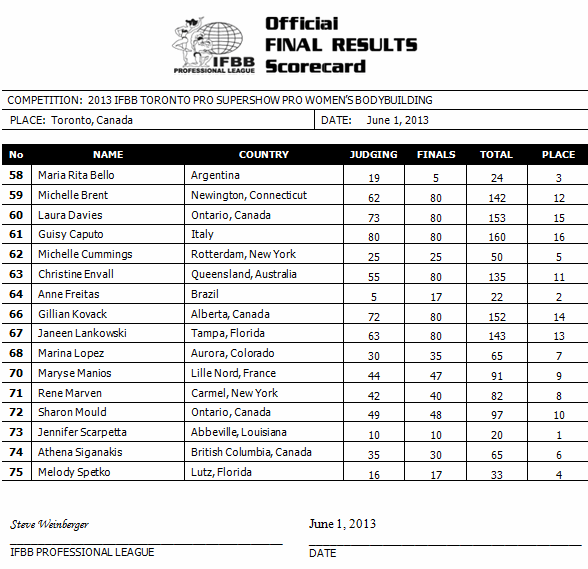 Official
FINAL RESULTS
Scorecard
IFBB
PROFESSIONAL LEAGUE
COMPETITION: 2013 IFBB TORONTO PRO SUPERSHOW PRO WOMEN'S BODYBUILDING
PLACE: Toronto, Canada DATE: June 1, 2013
No NAME COUNTRY JUDGING FINALS TOTAL PLACE
58 Maria Rita Bello Argentina 19 5 24 3
59 Michelle Brent Newington, Connecticut 62 80 142 12
60 Laura Davies Ontario, Canada 73 80 153 15
61 Guisy Caputo Italy 80 80 160 16
62 Michelle Cummings Rotterdam, New York 25 25 50 5
63 Christine Envall Queensland, Australia 55 80 135 11
64 Anne Freitas Brazil 5 17 22 2
66 Gillian Kovack Alberta, Canada 72 80 152 14
67 Janeen Lankowski Tampa, Florida 63 80 143 13
68 Marina Lopez Aurora, Colorado 30 35 65 7
70 Maryse Manios Lille Nord, France 44 47 91 9
71 Rene Marven Carmel, New York 42 40 82 8
72 Sharon Mould Ontario, Canada 49 48 97 10
73 Jennifer Scarpetta Abbeville, Louisiana 10 10 20 1
74 Athena Siganakis British Columbia, Canada 35 30 65 6
75 Melody Spetko Lutz, Florida 16 17 33 4
Steve Weinberger June 1, 2013
IFBB PROFESSIONAL LEAGUE DATE